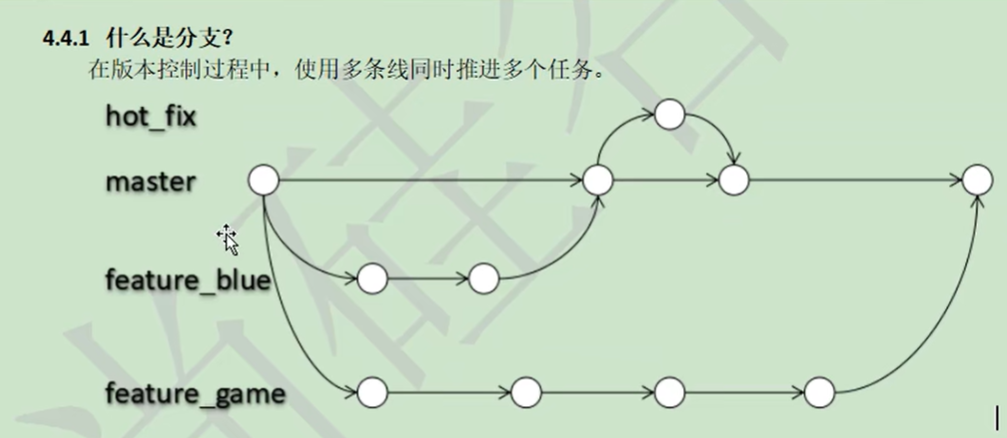 4.4.1 什么是分支?
在版本控制过程中，使用多条线同时推进多个任务。
hot_fix
master
feature_blue
feature_game